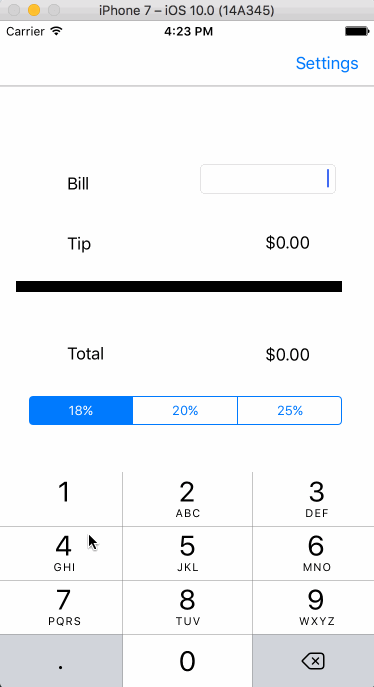 iPhone 7 – iOS 10.0 (14A345)
Carrier 4:23 PM
Settings
Bill
Tip $0.00
Total $0.00
18% 20% 25%
1 2 3
ABC DEF
4 5 6
GHI JKL MNO
7 8 9
PQRS TUV WXYZ
. 0